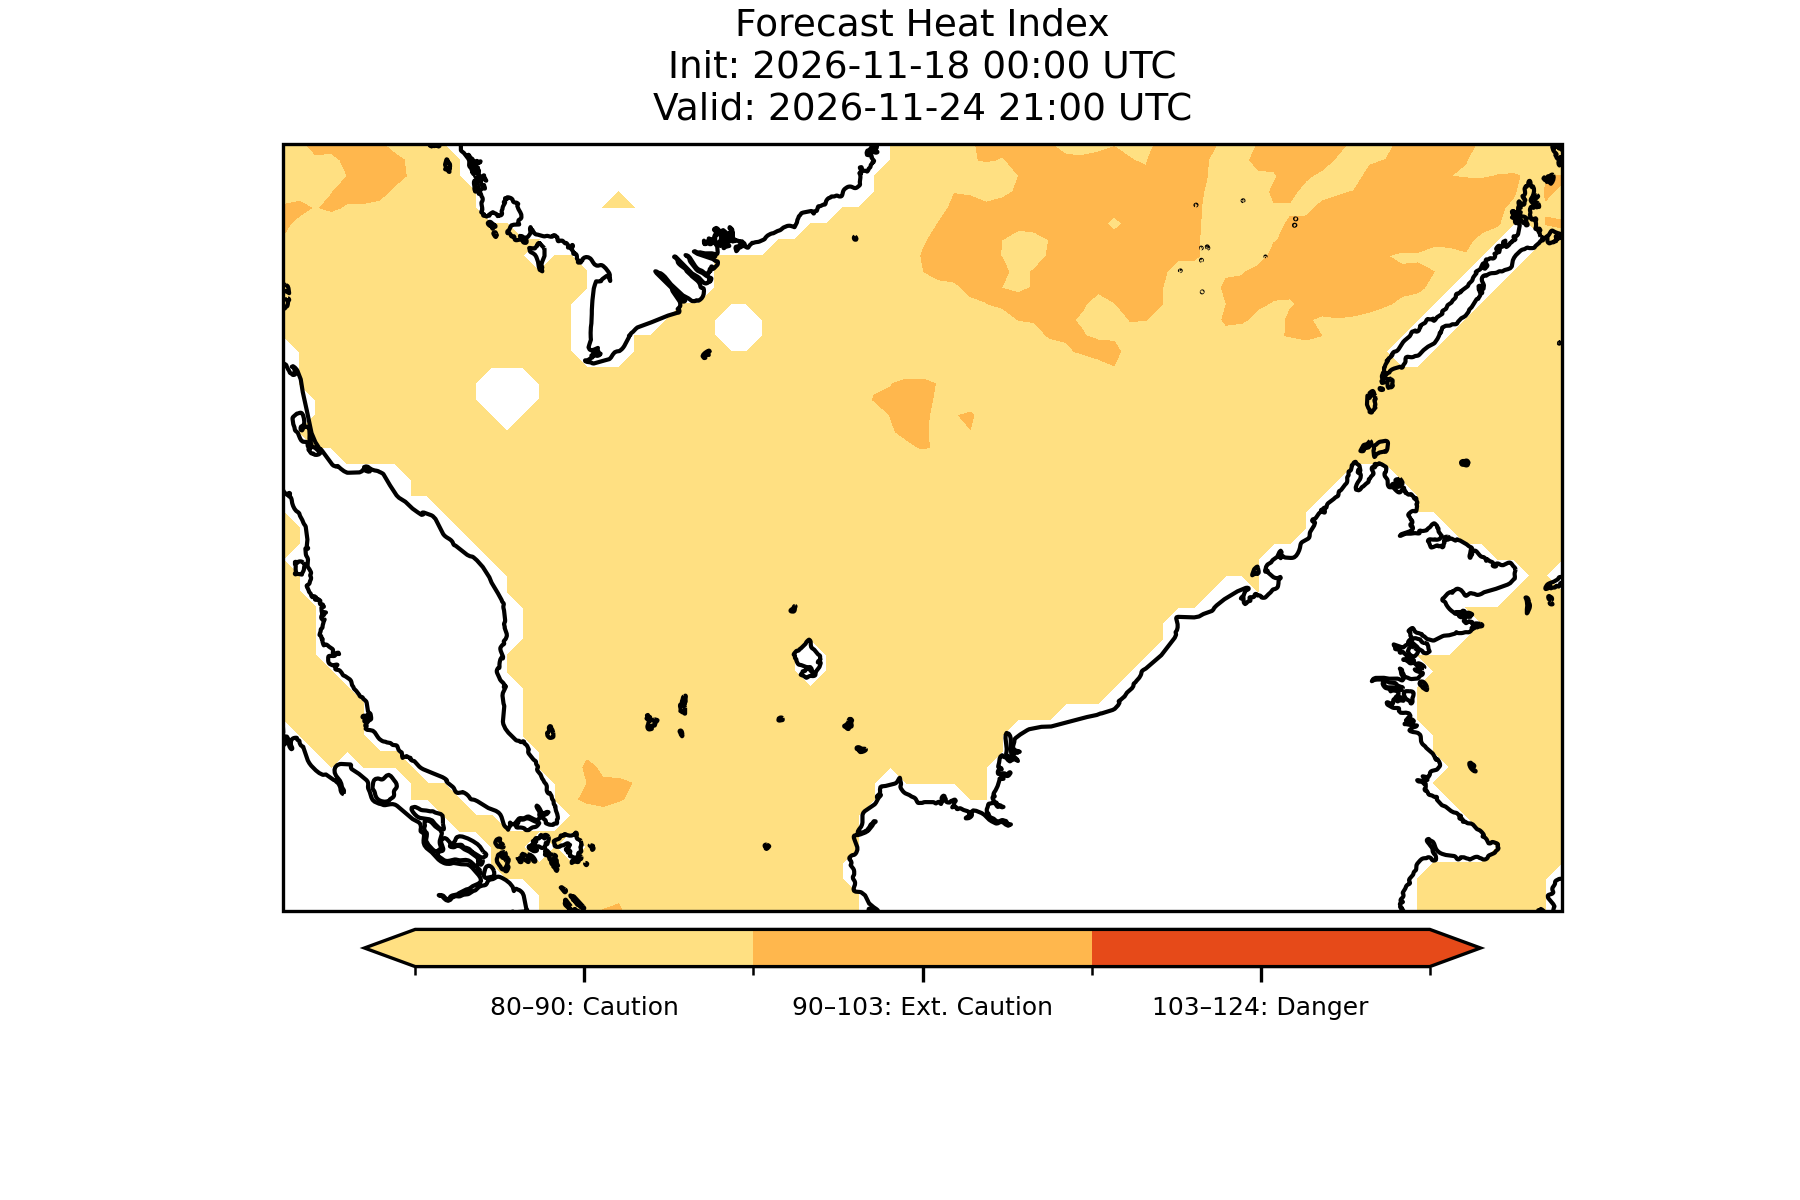 Forecast Heat Index
Init: 2026-11-18 00:00 UTC
Valid: 2026-11-24 21:00 UTC
80–90: Caution
90–103: Ext. Caution
103–124: Danger